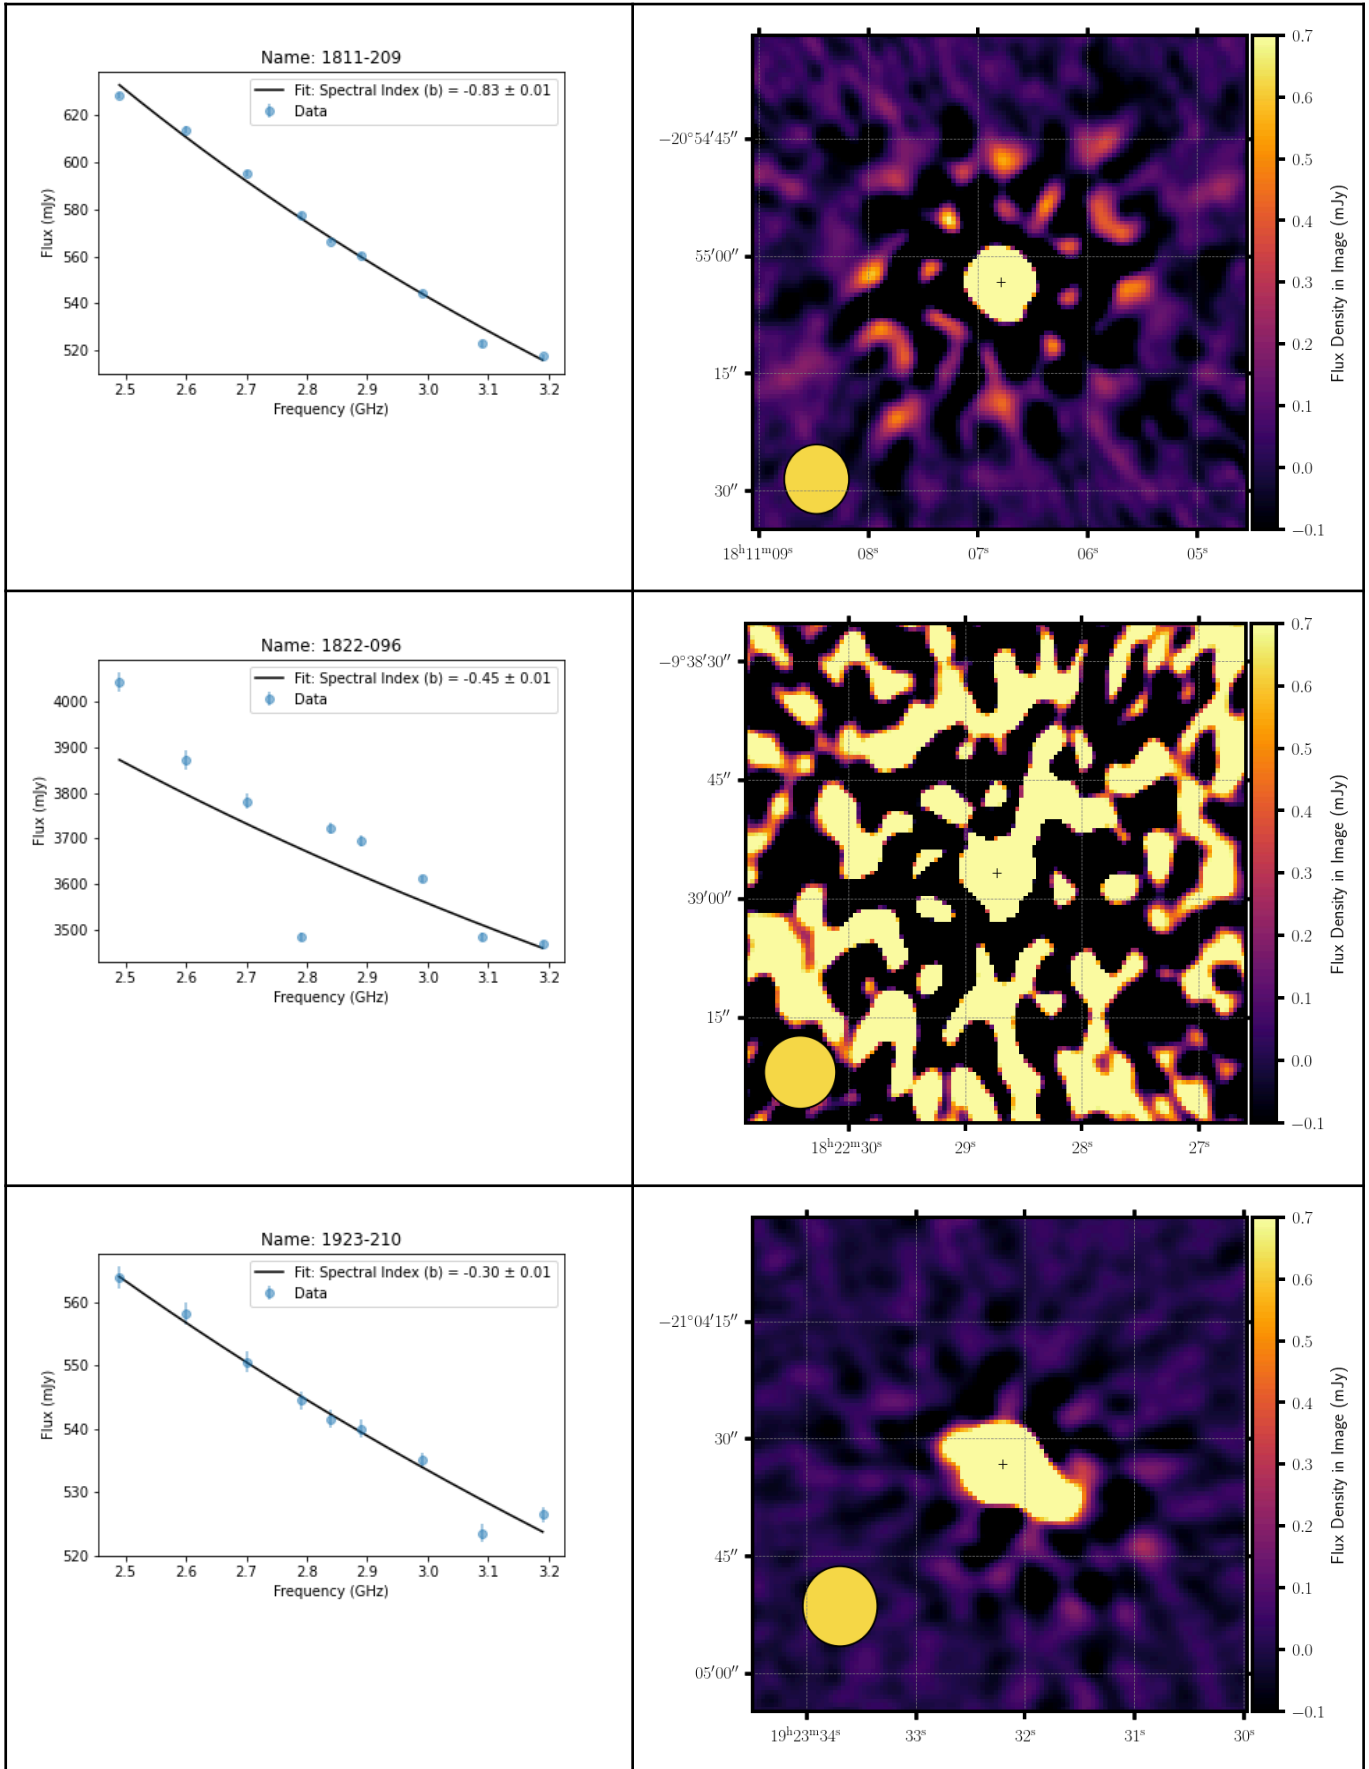 Name: 1811-209
Fit: Spectral Index (b) = -0.83 ± 0.01
Data
Flux (mJy)
620
600
580
560
540
520
2.5 2.6 2.7 2.8 2.9 3.0 3.1 3.2
Frequency (GHz)
−20°54′45″
55′00″
15″
30″
18ʰ11ᵐ09ˢ 08ˢ 07ˢ 06ˢ 05ˢ
0.7
0.6
0.5
0.4
0.3
0.2
0.1
0.0
−0.1
Flux Density in Image (mJy)
Name: 1822-096
Fit: Spectral Index (b) = -0.45 ± 0.01
Data
Flux (mJy)
4000
3900
3800
3700
3600
3500
2.5 2.6 2.7 2.8 2.9 3.0 3.1 3.2
Frequency (GHz)
−9°38′30″
45″
39′00″
15″
18ʰ22ᵐ30ˢ 29ˢ 28ˢ 27ˢ
0.7
0.6
0.5
0.4
0.3
0.2
0.1
0.0
−0.1
Flux Density in Image (mJy)
Name: 1923-210
Fit: Spectral Index (b) = -0.30 ± 0.01
Data
Flux (mJy)
560
550
540
530
520
2.5 2.6 2.7 2.8 2.9 3.0 3.1 3.2
Frequency (GHz)
−21°04′15″
30″
45″
05′00″
19ʰ23ᵐ34ˢ 33ˢ 32ˢ 31ˢ 30ˢ
0.7
0.6
0.5
0.4
0.3
0.2
0.1
0.0
−0.1
Flux Density in Image (mJy)